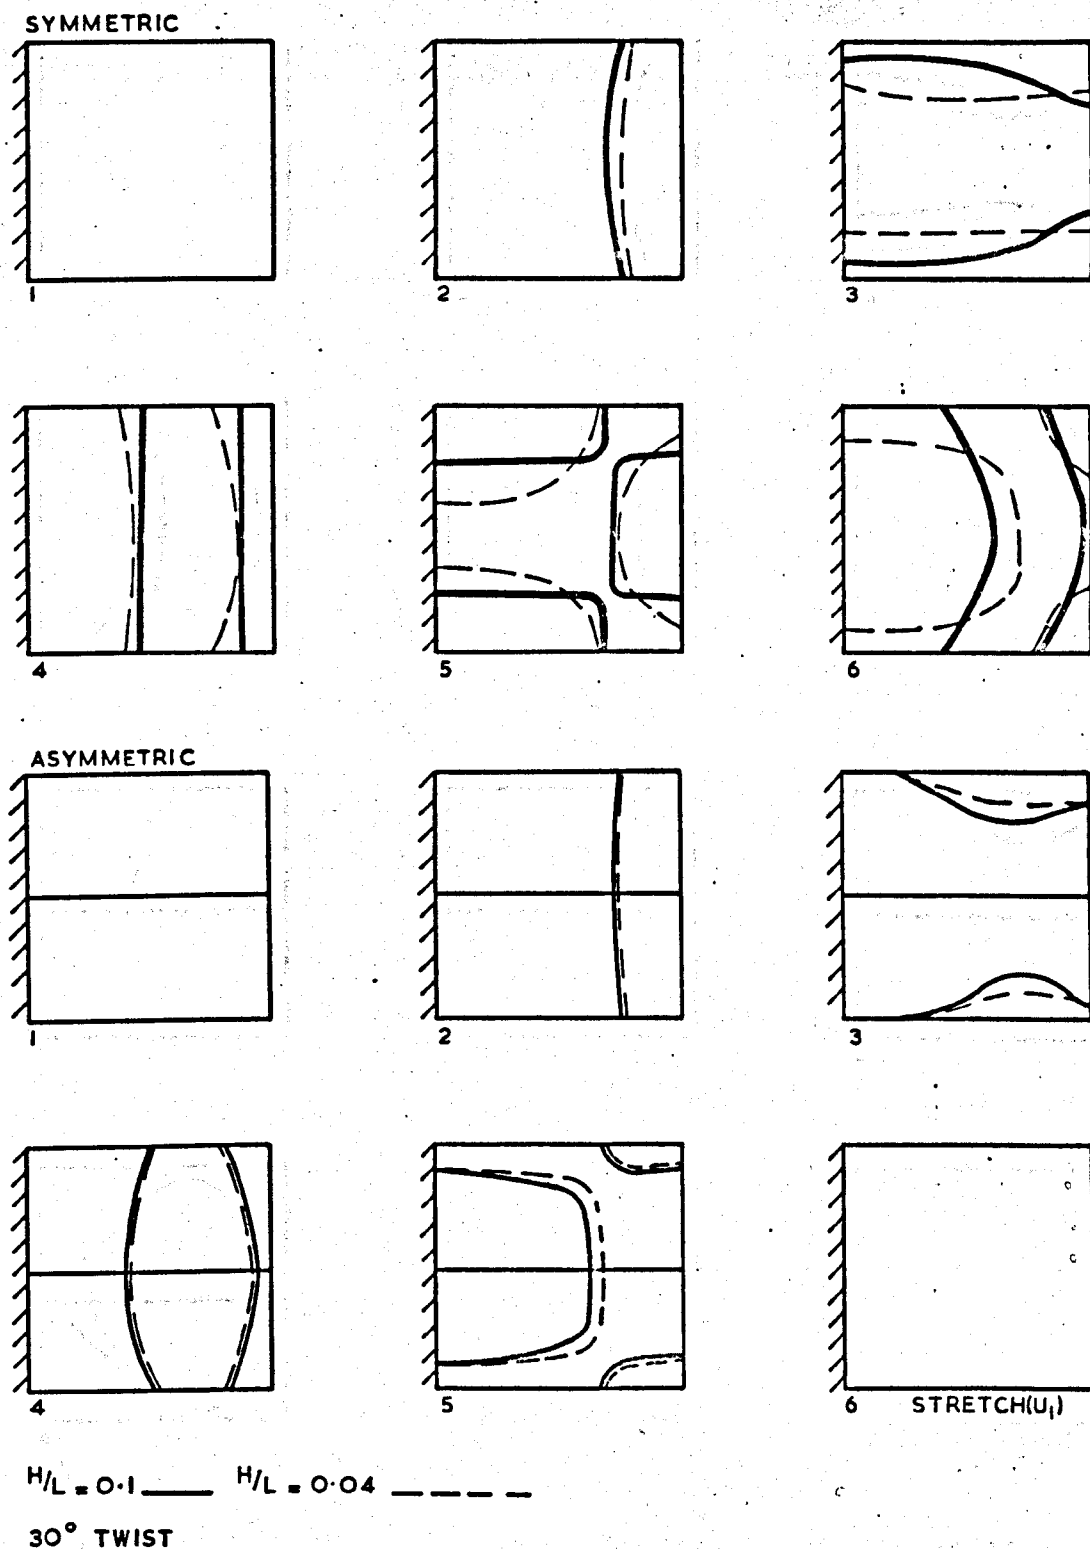 SYMMETRIC
1 2 3
4 5 6
ASYMMETRIC
1 2 3
4 5 6 STRETCH(U₁)
H/L = 0·1 H/L = 0·04
30° TWIST